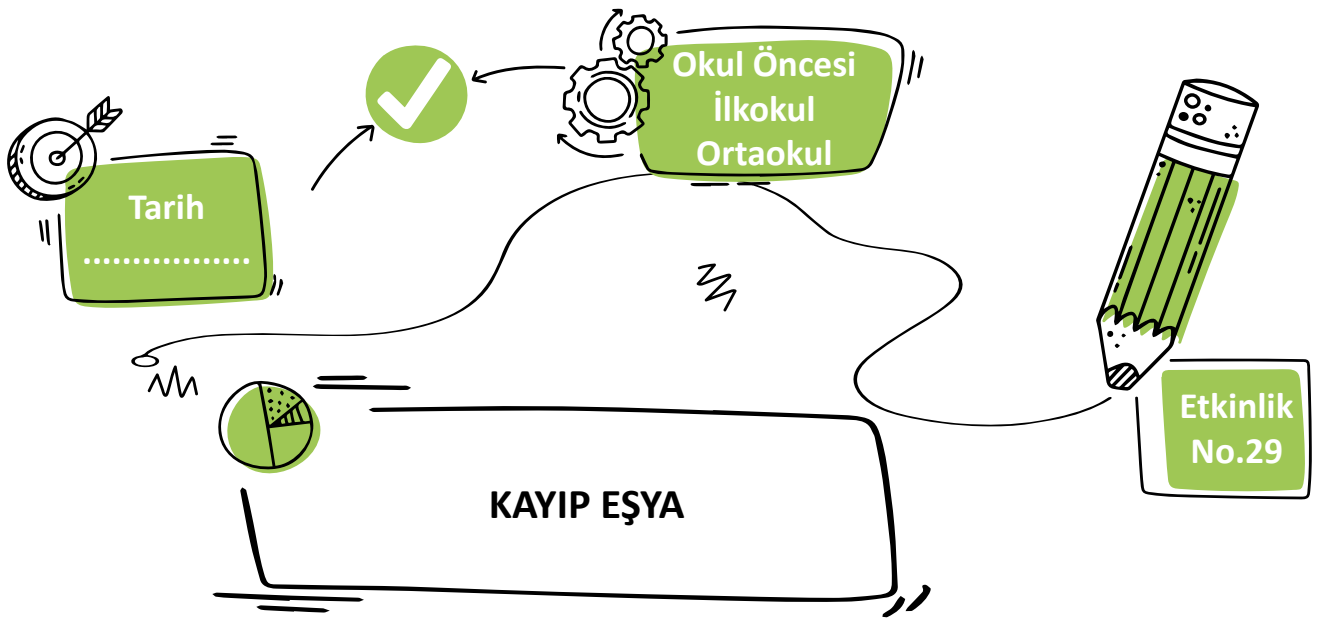 Okul Öncesi
İlkokul
Ortaokul
Tarih
.................
Etkinlik
No.29
KAYIP EŞYA